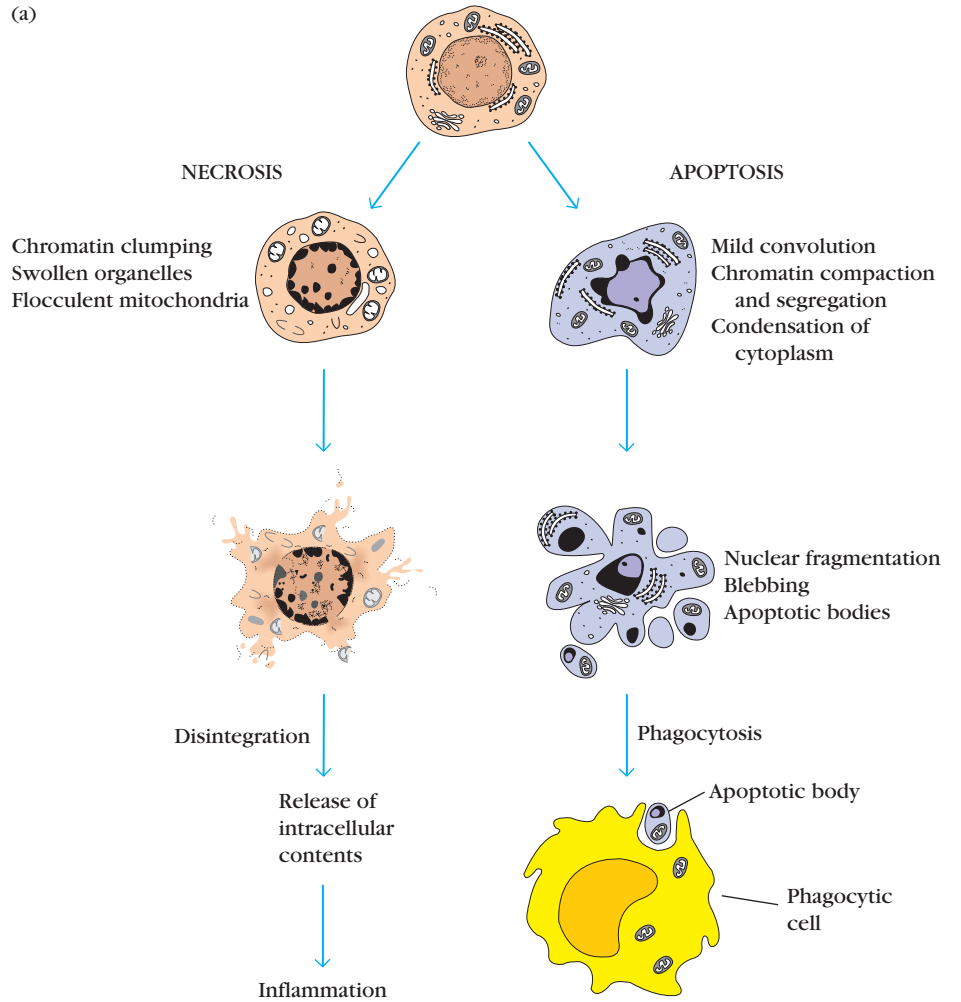 (a)
NECROSIS
APOPTOSIS
Chromatin clumping
Swollen organelles
Flocculent mitochondria
Mild convolution
Chromatin compaction
and segregation
Condensation of
cytoplasm
Nuclear fragmentation
Blebbing
Apoptotic bodies
Disintegration
Phagocytosis
Release of
intracellular
contents
Apoptotic body
Phagocytic
cell
Inflammation